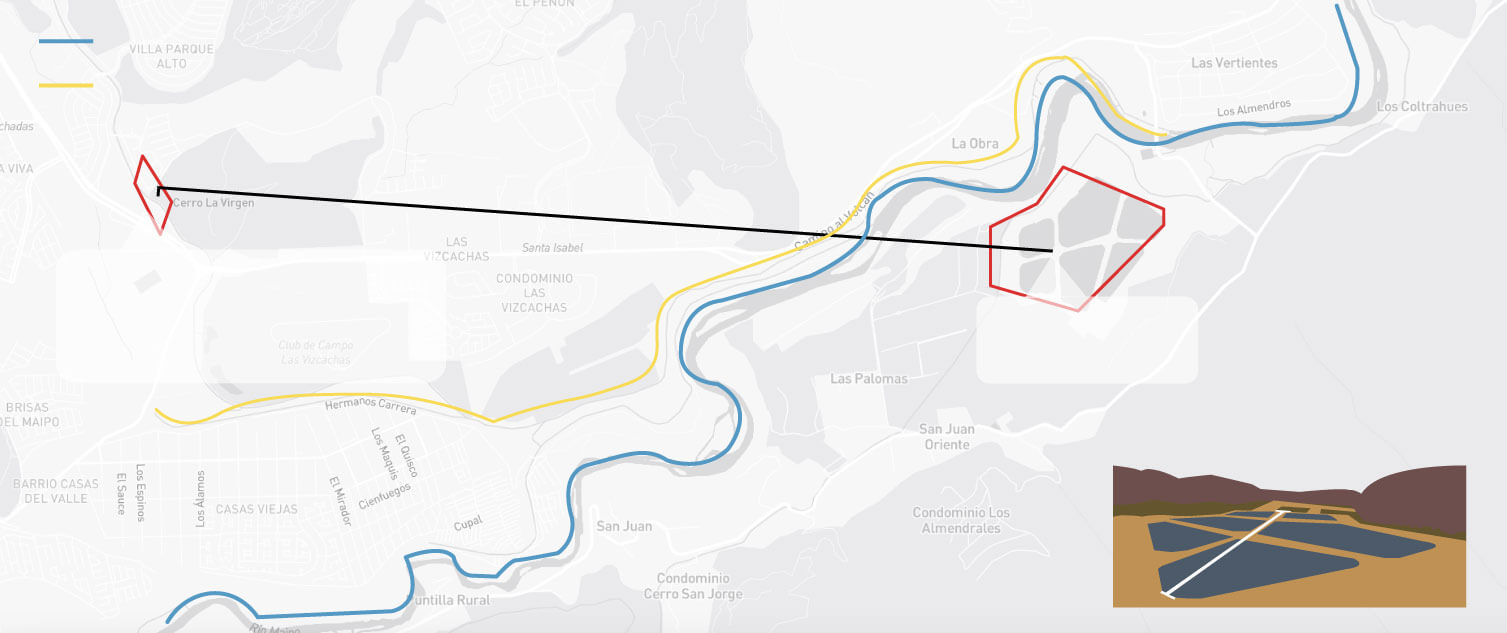 EL PEÑÓN
VILLA PARQUE
ALTO
Las Vertientes
Los Almendros
Los Coltrahues
chadas
La Obra
A VIVA
Cerro La Virgen
Camino al Volcán
LAS
VIZCACHAS
Santa Isabel
CONDOMINIO
LAS
VIZCACHAS
Club de Campo
Las Vizcachas
Las Palomas
Hermanos Carrera
BRISAS
DEL MAIPO
San Juan
Oriente
El Quisco
Los Maquis
Cienfuegos
El Mirador
BARRIO CASAS
DEL VALLE
El Sauce
Los Espinos
Los Álamos
CASAS VIEJAS
Cupal
San Juan
Condominio Los
Almendrales
Condominio
Cerro San Jorge
Puntilla Rural
Río Maipo